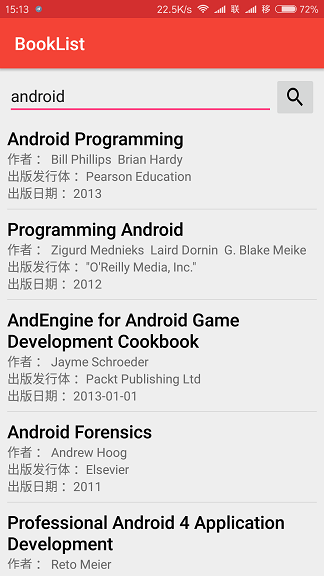 15:13 22.5K/s 联 移 72%
BookList
android
Android Programming
作者： Bill Phillips Brian Hardy
出版发行体：Pearson Education
出版日期：2013
Programming Android
作者： Zigurd Mednieks Laird Dornin G. Blake Meike
出版发行体："O'Reilly Media, Inc."
出版日期：2012
AndEngine for Android Game
Development Cookbook
作者： Jayme Schroeder
出版发行体：Packt Publishing Ltd
出版日期：2013-01-01
Android Forensics
作者： Andrew Hoog
出版发行体：Elsevier
出版日期：2011
Professional Android 4 Application
Development
作者： Reto Meier